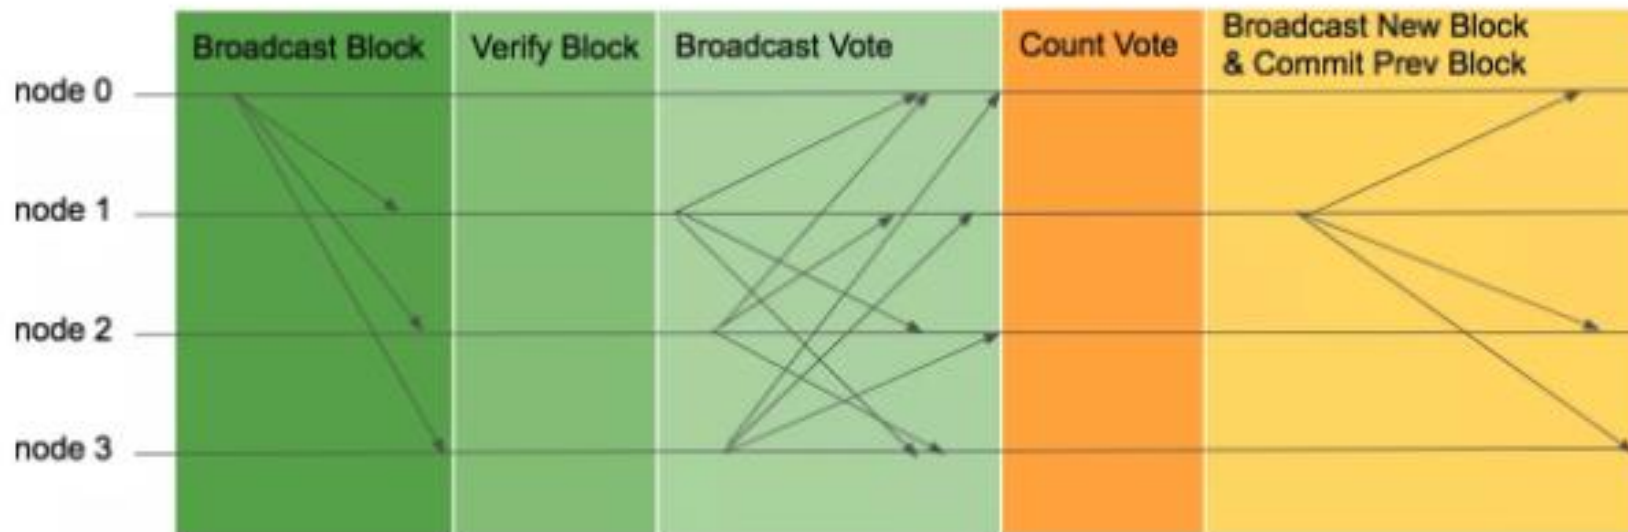 Broadcast Block
Verify Block
Broadcast Vote
Count Vote
Broadcast New Block
& Commit Prev Block
node 0
node 1
node 2
node 3